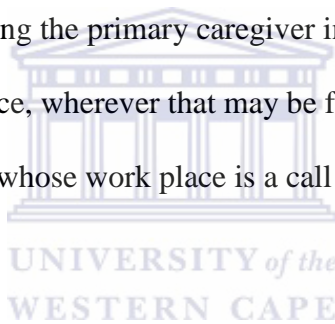 ng the primary caregiver in
ce, wherever that may be f
whose work place is a call
UNIVERSITY of the
WESTERN CAPE